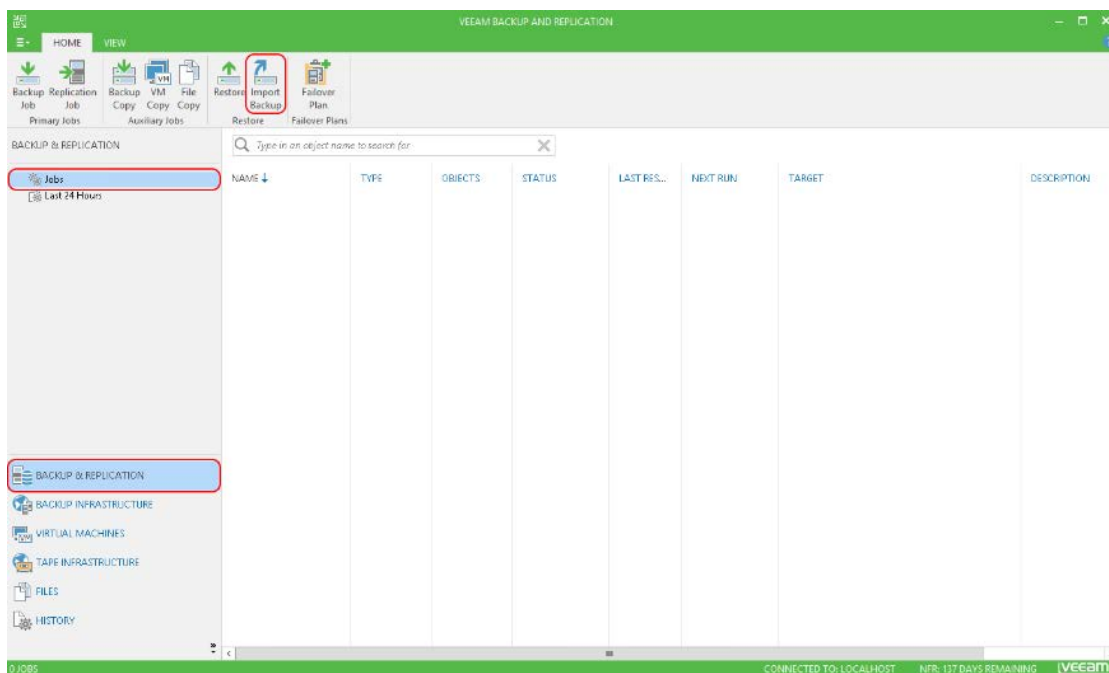 VEEAM BACKUP AND REPLICATION
HOME VIEW
Backup Job
Replication Job
Primary Jobs
Backup Copy
VM Copy
File Copy
Auxiliary Jobs
Restore
Import Backup
Restore
Failover Plan
Failover Plans
BACKUP & REPLICATION
Type in an object name to search for
Jobs
Last 24 Hours
NAME TYPE OBJECTS STATUS LAST RES... NEXT RUN TARGET DESCRIPTION
BACKUP & REPLICATION
BACKUP INFRASTRUCTURE
VIRTUAL MACHINES
TAPE INFRASTRUCTURE
FILES
HISTORY
0 JOBS CONNECTED TO: LOCALHOST NFR: 137 DAYS REMAINING veeam